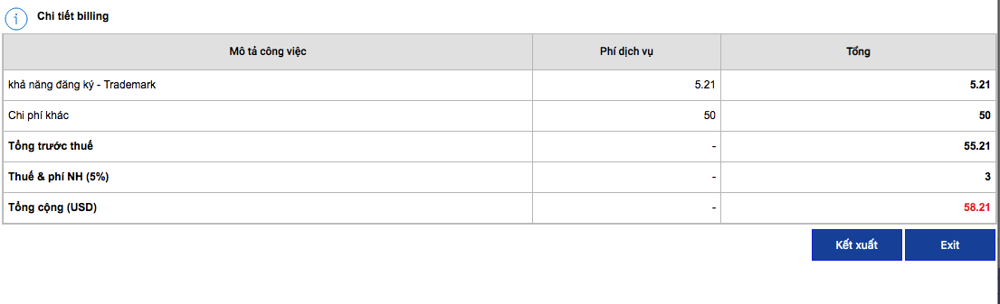 i Chi tiết billing
Mô tả công việc Phí dịch vụ Tổng
khả năng đăng ký - Trademark 5.21 5.21
Chi phí khác 50 50
Tổng trước thuế - 55.21
Thuế & phí NH (5%) - 3
Tổng cộng (USD) - 58.21
Kết xuất Exit